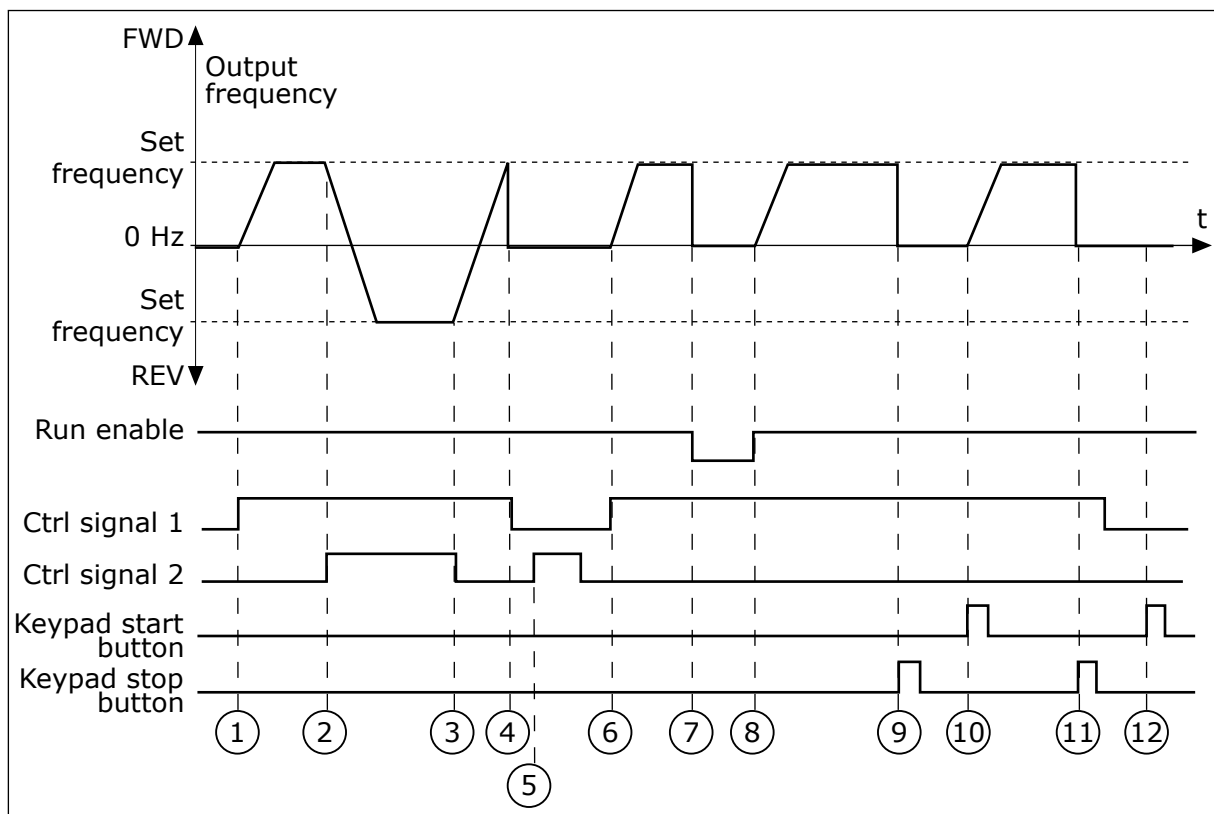 FWD
Output
frequency
Set
frequency
0 Hz
t
Set
frequency
REV
Run enable
Ctrl signal 1
Ctrl signal 2
Keypad start
button
Keypad stop
button
1 2 3 4 6 7 8 9 10 11 12
5